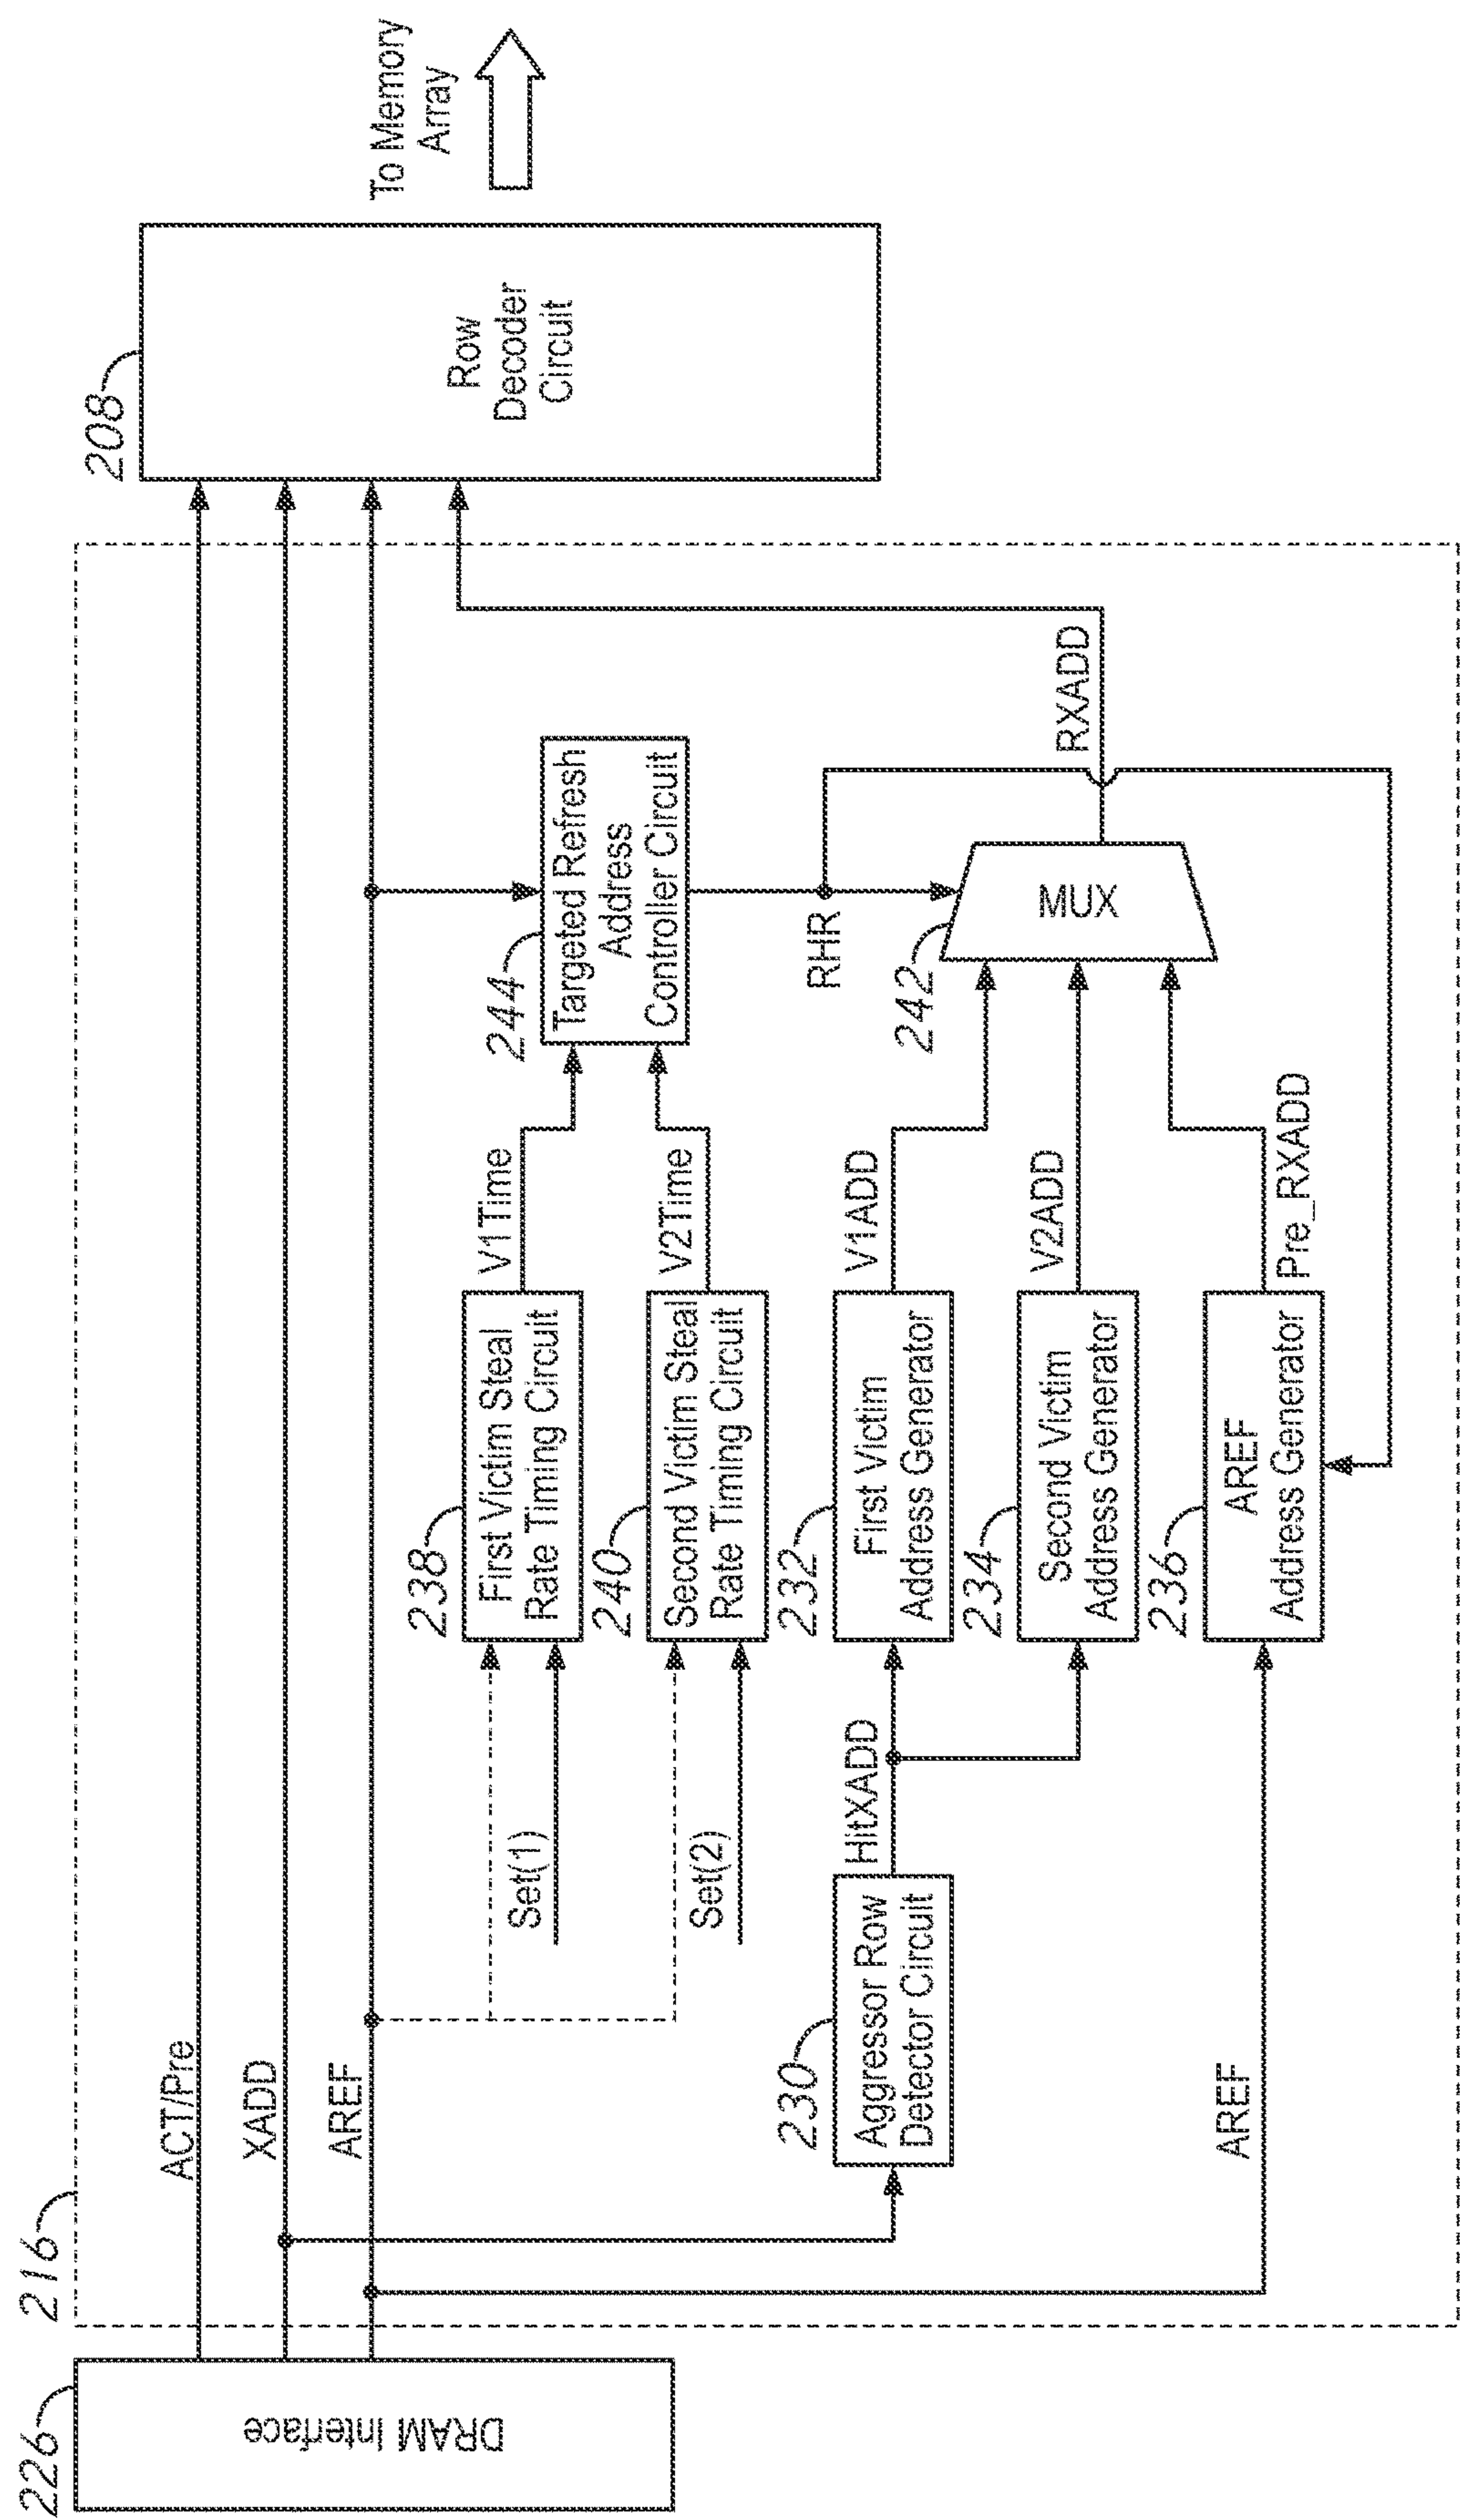 226
DRAM Interface
216
ACT/Pre
XADD
AREF
208
Row
Decoder
Circuit
To Memory
Array
Set(1)
238
First Victim Steal
Rate Timing Circuit
V1Time
Set(2)
240
Second Victim Steal
Rate Timing Circuit
V2Time
244
Targeted Refresh
Address
Controller Circuit
RHR
230
Aggressor Row
Detector Circuit
HitXADD
232
First Victim
Address Generator
V1ADD
234
Second Victim
Address Generator
V2ADD
242
MUX
RXADD
AREF
236
AREF
Address Generator
Pre_RXADD